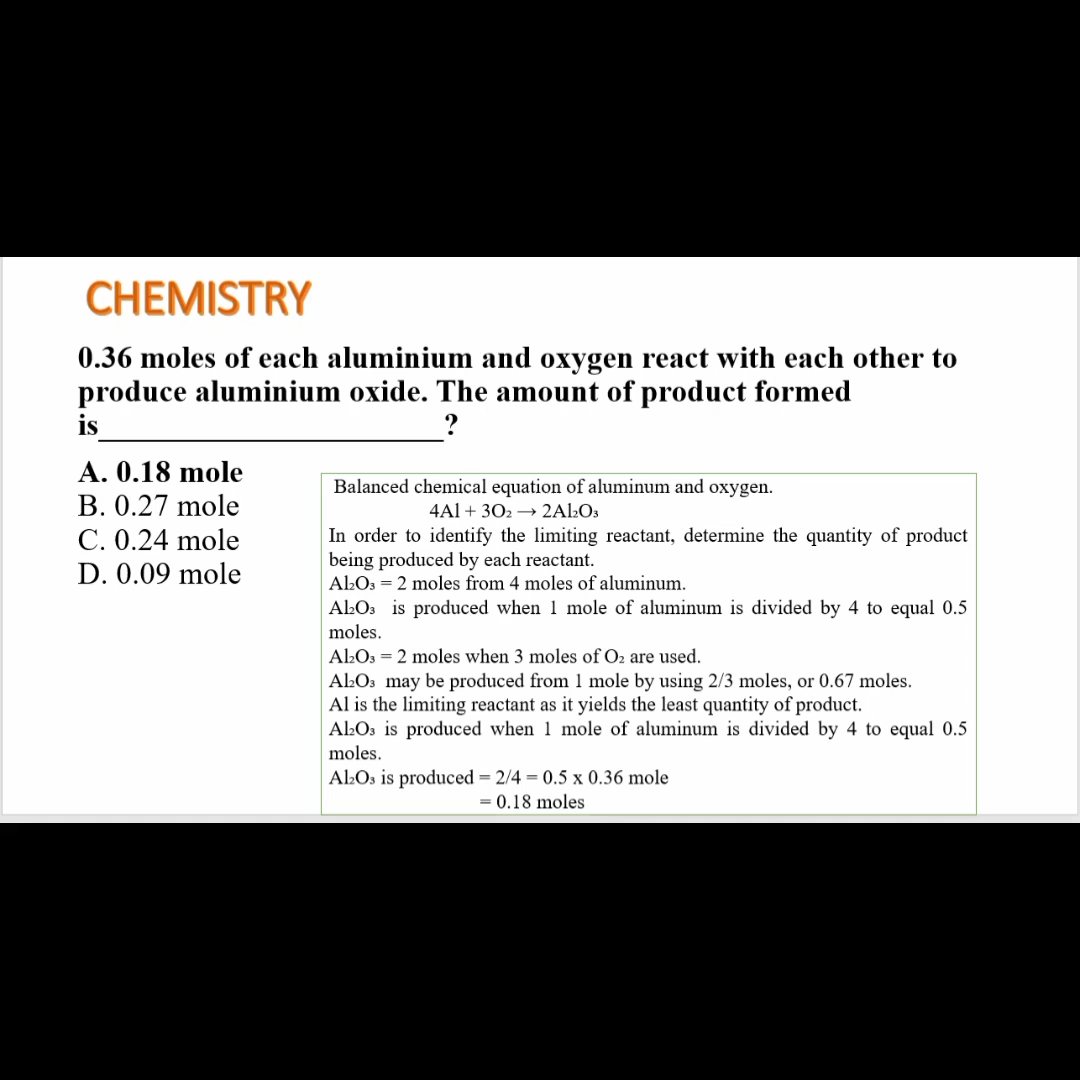 CHEMISTRY
0.36 moles of each aluminium and oxygen react with each other to
produce aluminium oxide. The amount of product formed
is________________________?
A. 0.18 mole
B. 0.27 mole
C. 0.24 mole
D. 0.09 mole
Balanced chemical equation of aluminum and oxygen.
4Al + 3O₂ → 2Al₂O₃
In order to identify the limiting reactant, determine the quantity of product
being produced by each reactant.
Al₂O₃ = 2 moles from 4 moles of aluminum.
Al₂O₃ is produced when 1 mole of aluminum is divided by 4 to equal 0.5
moles.
Al₂O₃ = 2 moles when 3 moles of O₂ are used.
Al₂O₃ may be produced from 1 mole by using 2/3 moles, or 0.67 moles.
Al is the limiting reactant as it yields the least quantity of product.
Al₂O₃ is produced when 1 mole of aluminum is divided by 4 to equal 0.5
moles.
Al₂O₃ is produced = 2/4 = 0.5 x 0.36 mole
= 0.18 moles